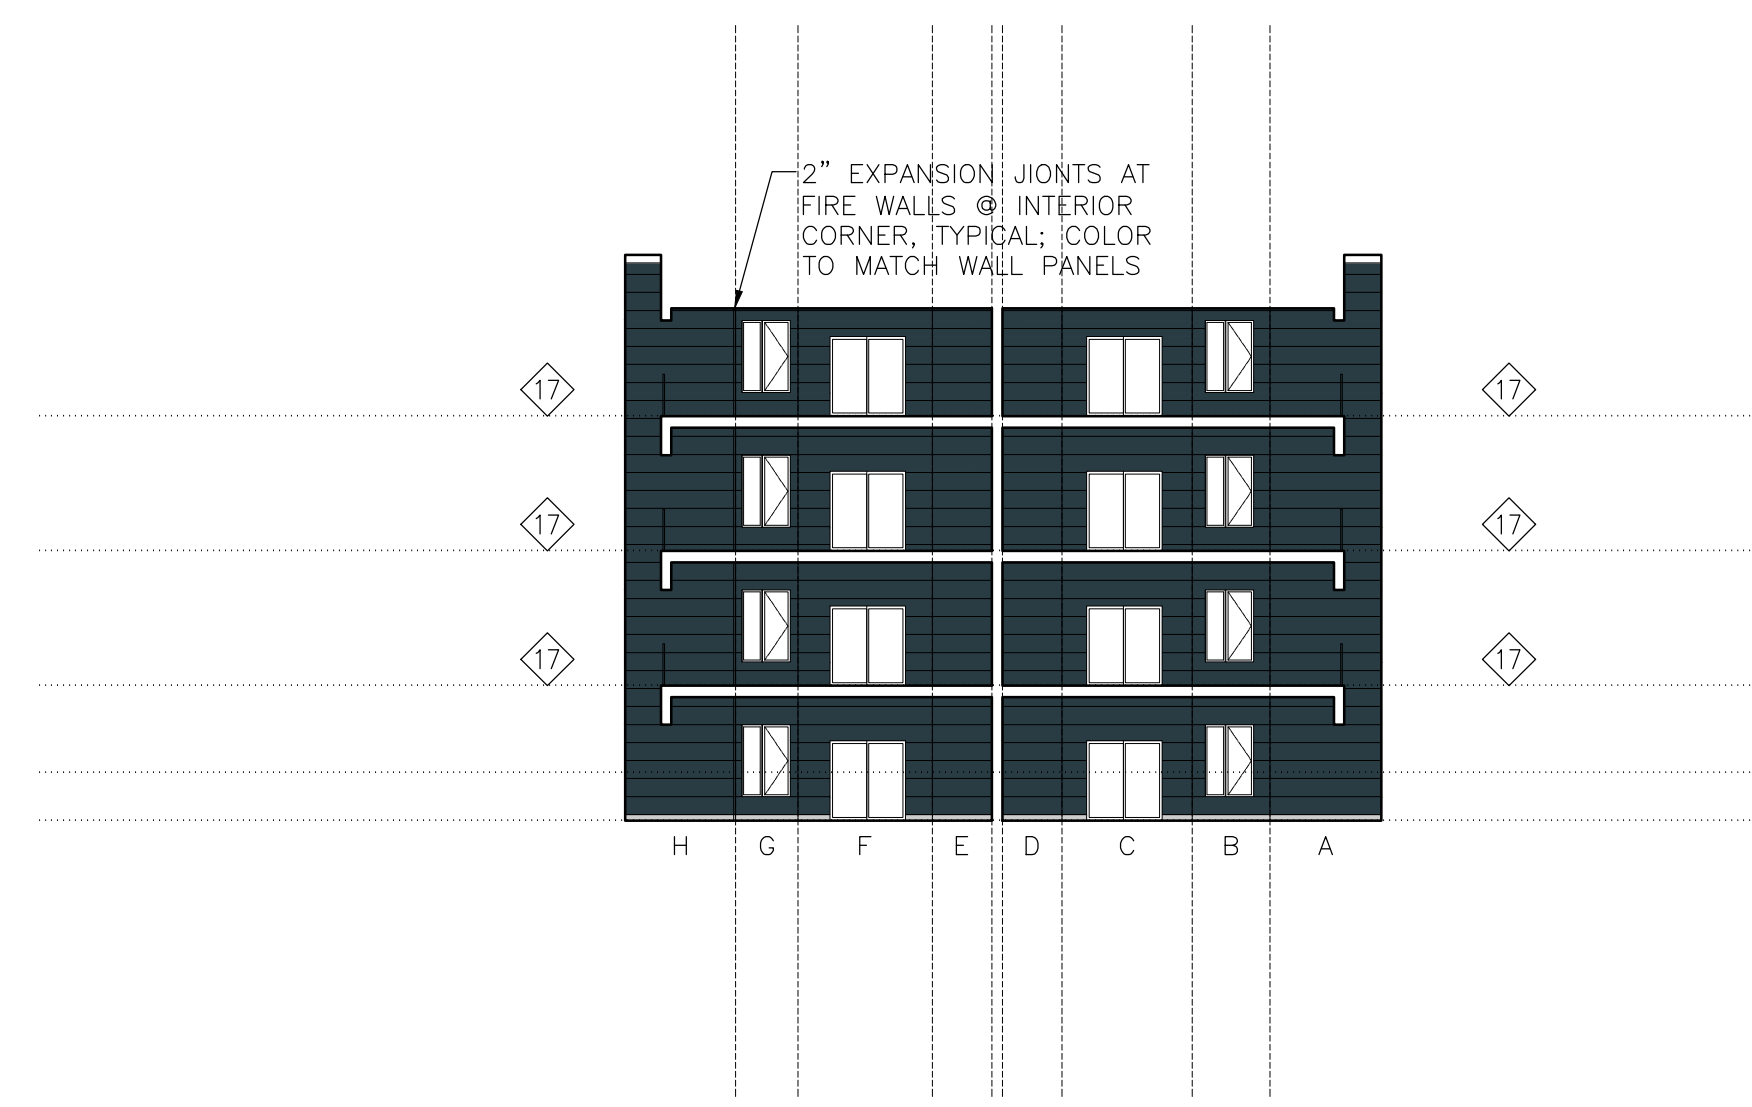 2” EXPANSION JIONTS AT
FIRE WALLS @ INTERIOR
CORNER, TYPICAL; COLOR
TO MATCH WALL PANELS
17
17
17
17
17
17
H G F E D C B A